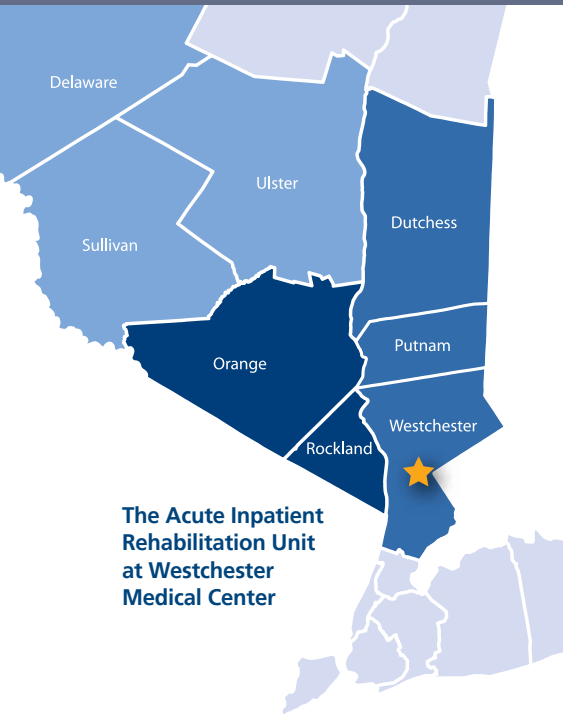 Delaware
Ulster
Dutchess
Sullivan
Putnam
Orange
Westchester
Rockland
The Acute Inpatient
Rehabilitation Unit
at Westchester
Medical Center